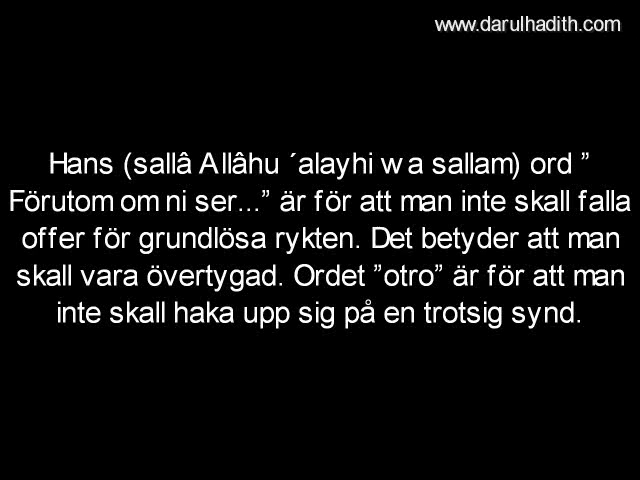 www.darulhadith.com
Hans (sallâ Allâhu ´alayhi wa sallam) ord ”
Förutom om ni ser...” är för att man inte skall falla
offer för grundlösa rykten. Det betyder att man
skall vara övertygad. Ordet ”otro” är för att man
inte skall haka upp sig på en trotsig synd.